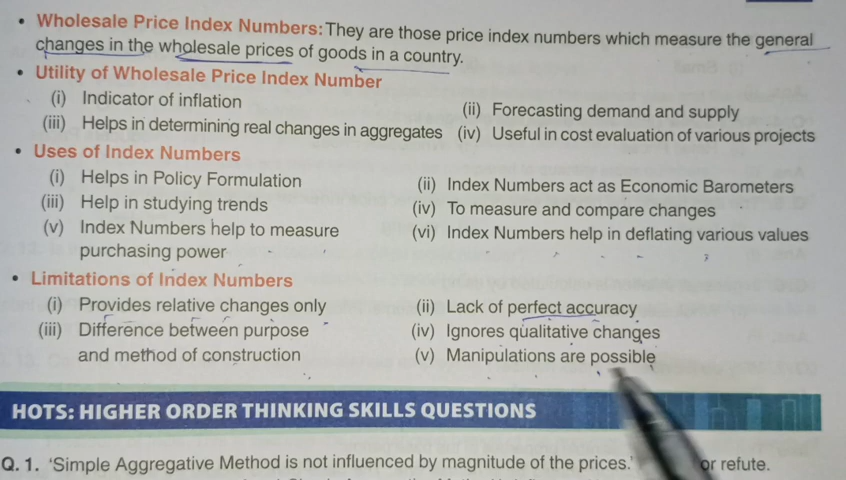 • Wholesale Price Index Numbers: They are those price index numbers which measure the general
changes in the wholesale prices of goods in a country.
• Utility of Wholesale Price Index Number
(i) Indicator of inflation (ii) Forecasting demand and supply
(iii) Helps in determining real changes in aggregates (iv) Useful in cost evaluation of various projects
• Uses of Index Numbers
(i) Helps in Policy Formulation (ii) Index Numbers act as Economic Barometers
(iii) Help in studying trends (iv) To measure and compare changes
(v) Index Numbers help to measure (vi) Index Numbers help in deflating various values
purchasing power
• Limitations of Index Numbers
(i) Provides relative changes only (ii) Lack of perfect accuracy
(iii) Difference between purpose (iv) Ignores qualitative changes
and method of construction (v) Manipulations are possible
HOTS: HIGHER ORDER THINKING SKILLS QUESTIONS
Q. 1. 'Simple Aggregative Method is not influenced by magnitude of the prices.' or refute.